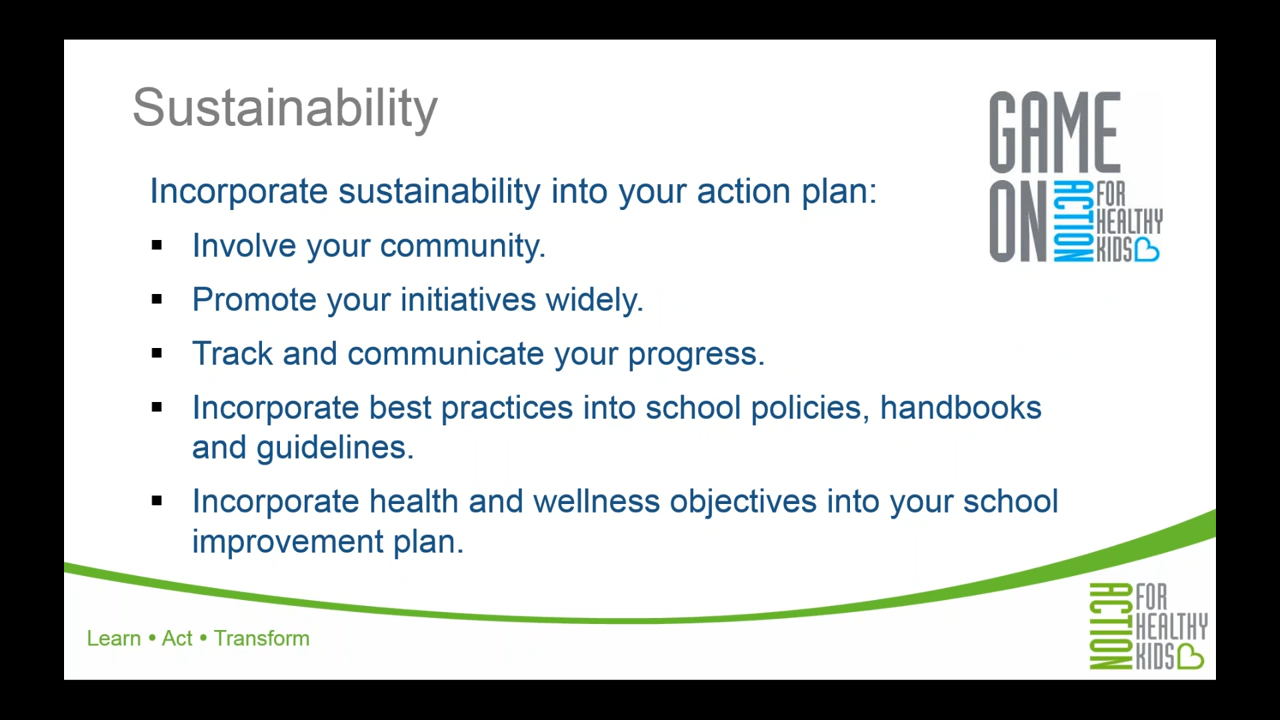 Sustainability
GAME
ON
ACTION
FOR
HEALTHY
KIDS
Incorporate sustainability into your action plan:
▪ Involve your community.
▪ Promote your initiatives widely.
▪ Track and communicate your progress.
▪ Incorporate best practices into school policies, handbooks
and guidelines.
▪ Incorporate health and wellness objectives into your school
improvement plan.
Learn • Act • Transform
ACTION
FOR
HEALTHY
KIDS